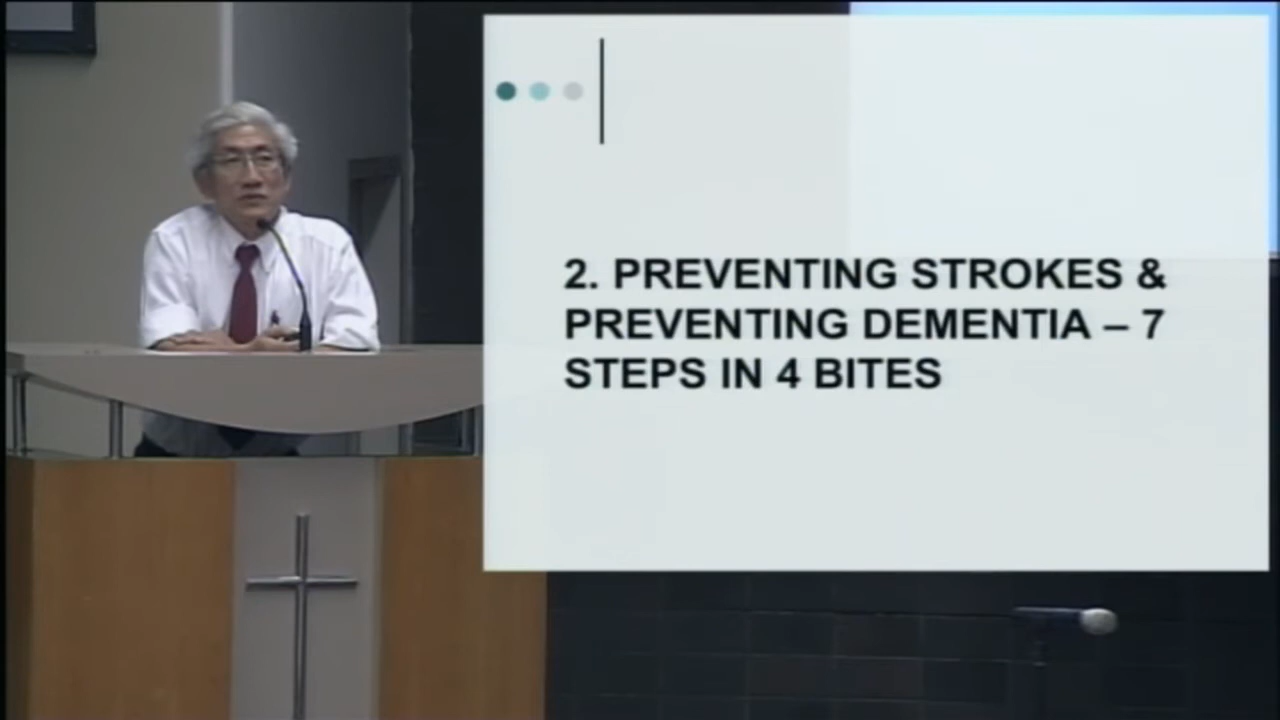 2. PREVENTING STROKES &
PREVENTING DEMENTIA – 7
STEPS IN 4 BITES